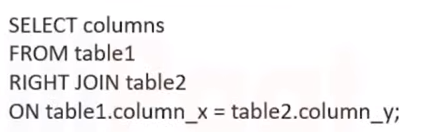 SELECT columns
FROM table1
RIGHT JOIN table2
ON table1.column_x = table2.column_y;